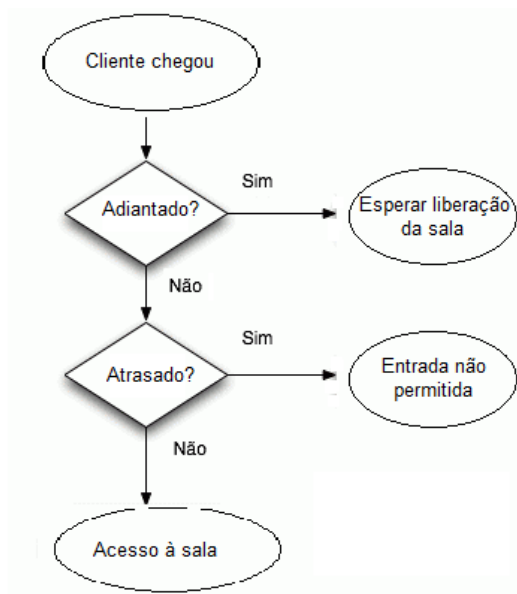 Cliente chegou
Adiantado?
Sim
Esperar liberação
da sala
Não
Atrasado?
Sim
Entrada não
permitida
Não
Acesso à sala